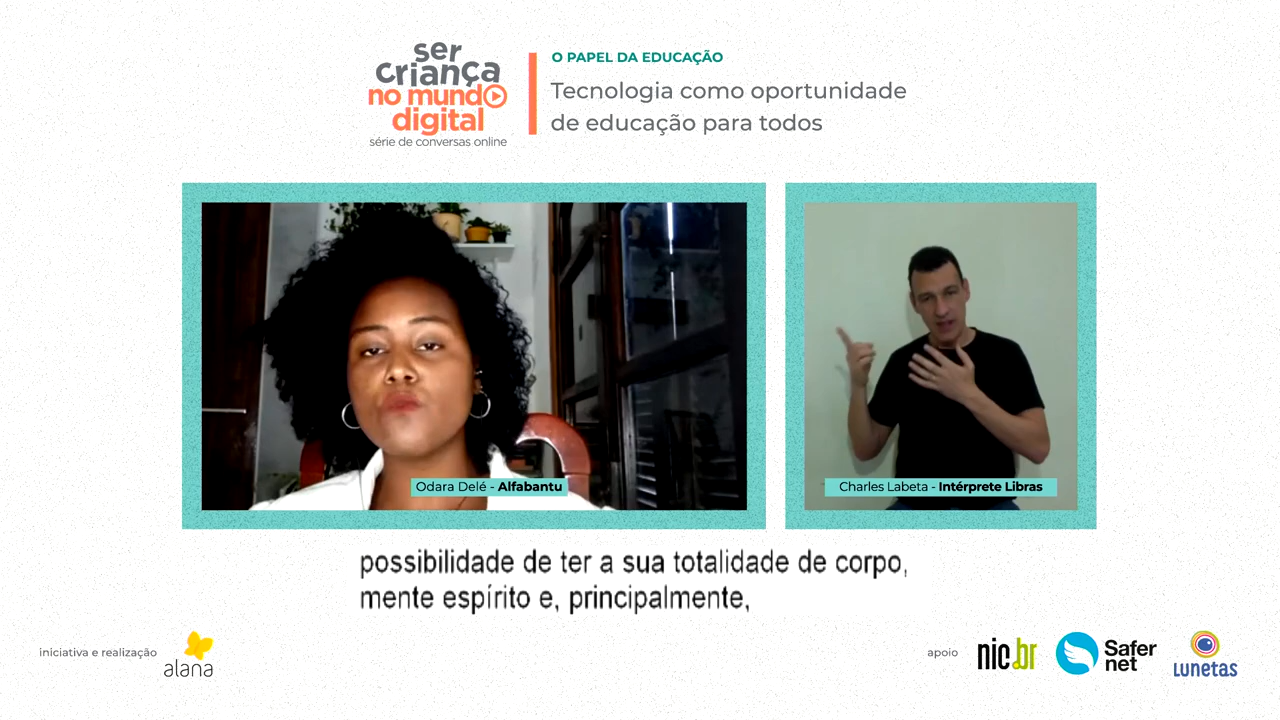 ser
criança
no mundo
digital
série de conversas online
O PAPEL DA EDUCAÇÃO
Tecnologia como oportunidade
de educação para todos
Odara Delé - Alfabantu
Charles Labeta - Intérprete Libras
possibilidade de ter a sua totalidade de corpo,
mente espírito e, principalmente,
iniciativa e realização
alana
apoio
nic.br
Safer
net
LUNETAS